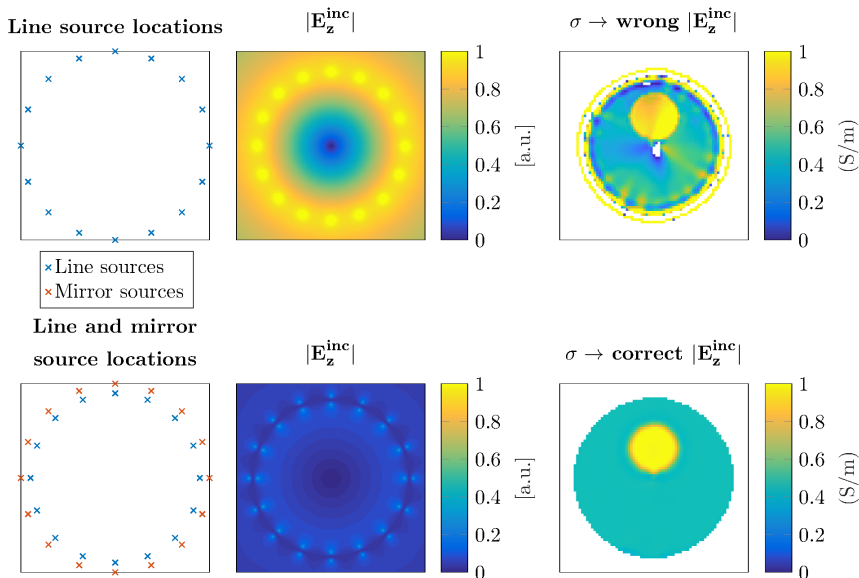 Line source locations
|E_z^inc|
σ → wrong |E_z^inc|
1
0.8
0.6
0.4
0.2
0
[a.u.]
1
0.8
0.6
0.4
0.2
0
(S/m)
Line sources
Mirror sources
Line and mirror
source locations
|E_z^inc|
σ → correct |E_z^inc|
1
0.8
0.6
0.4
0.2
0
[a.u.]
1
0.8
0.6
0.4
0.2
0
(S/m)